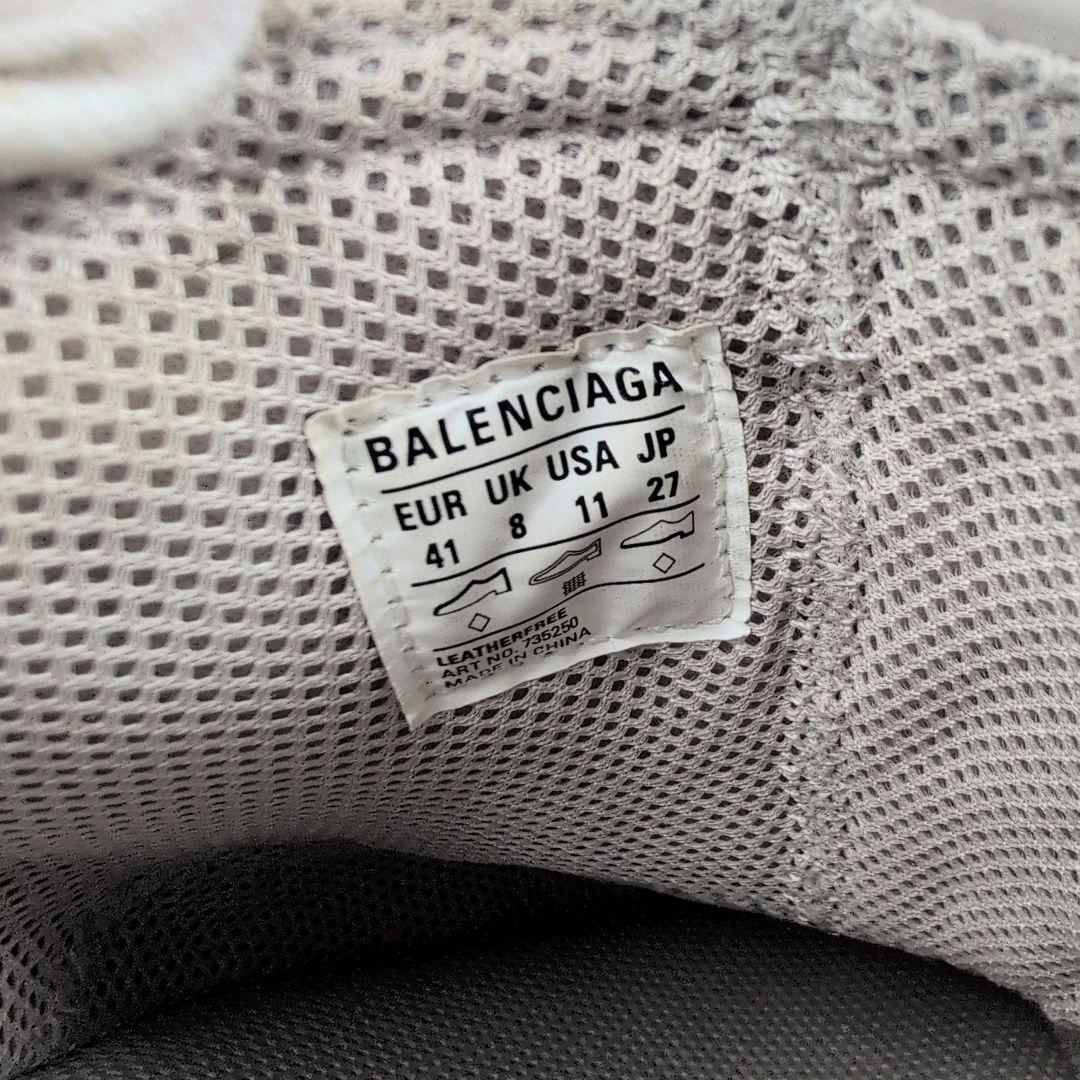 BALENCIAGA
EUR UK USA JP
41 8 11 27
LEATHERFREE
ART NO. 735250
MADE IN CHINA